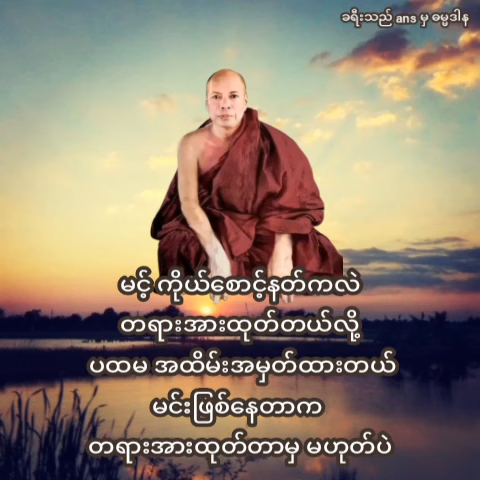 ခရီးသည် ans မှ ဓမ္မဒါန
မင့် ကိုယ်စောင့်နတ်ကလဲ
တရားအားထုတ်တယ်လို့
ပထမ အထိမ်းအမှတ်ထားတယ်
မင်းဖြစ်နေတာက
တရားအားထုတ်တာမှ မဟုတ်ပဲ